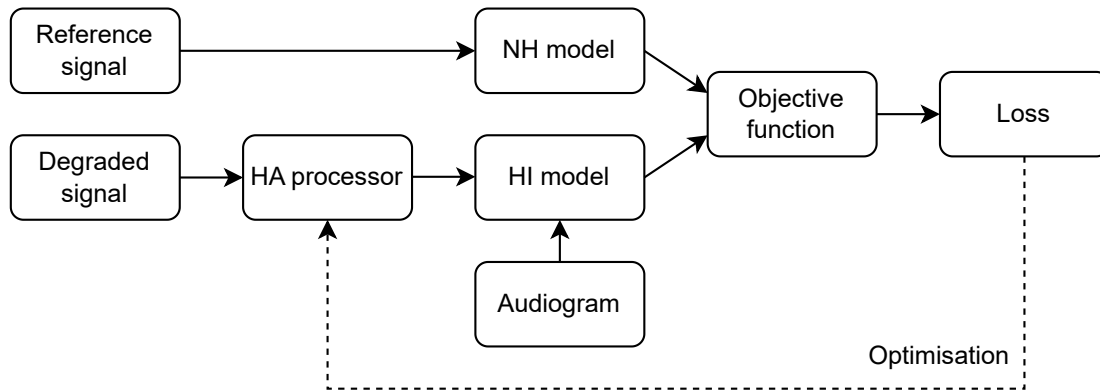 Reference
signal
NH model
Objective
function
Loss
Degraded
signal
HA processor
HI model
Audiogram
Optimisation